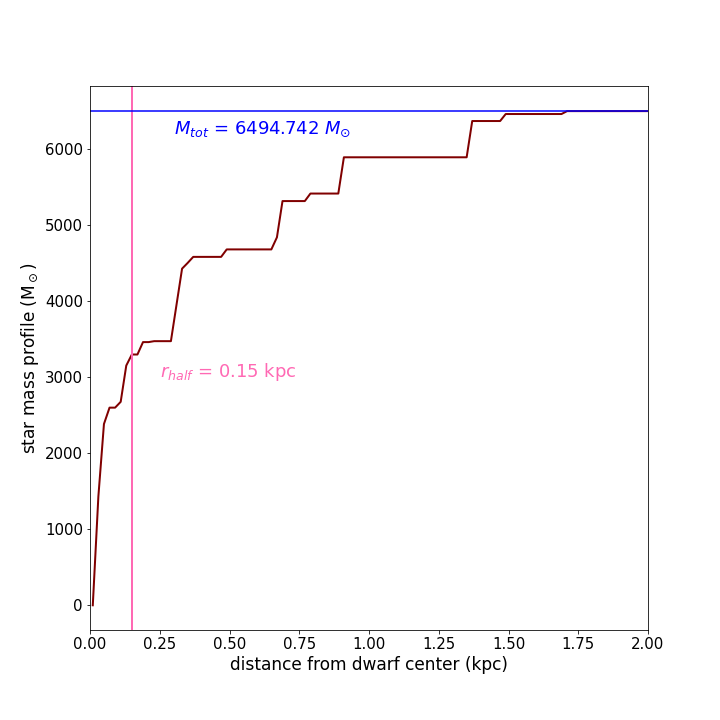 M_tot = 6494.742 M_⊙
6000
5000
4000
3000
2000
1000
0
star mass profile (M_⊙)
r_half = 0.15 kpc
0.00 0.25 0.50 0.75 1.00 1.25 1.50 1.75 2.00
distance from dwarf center (kpc)